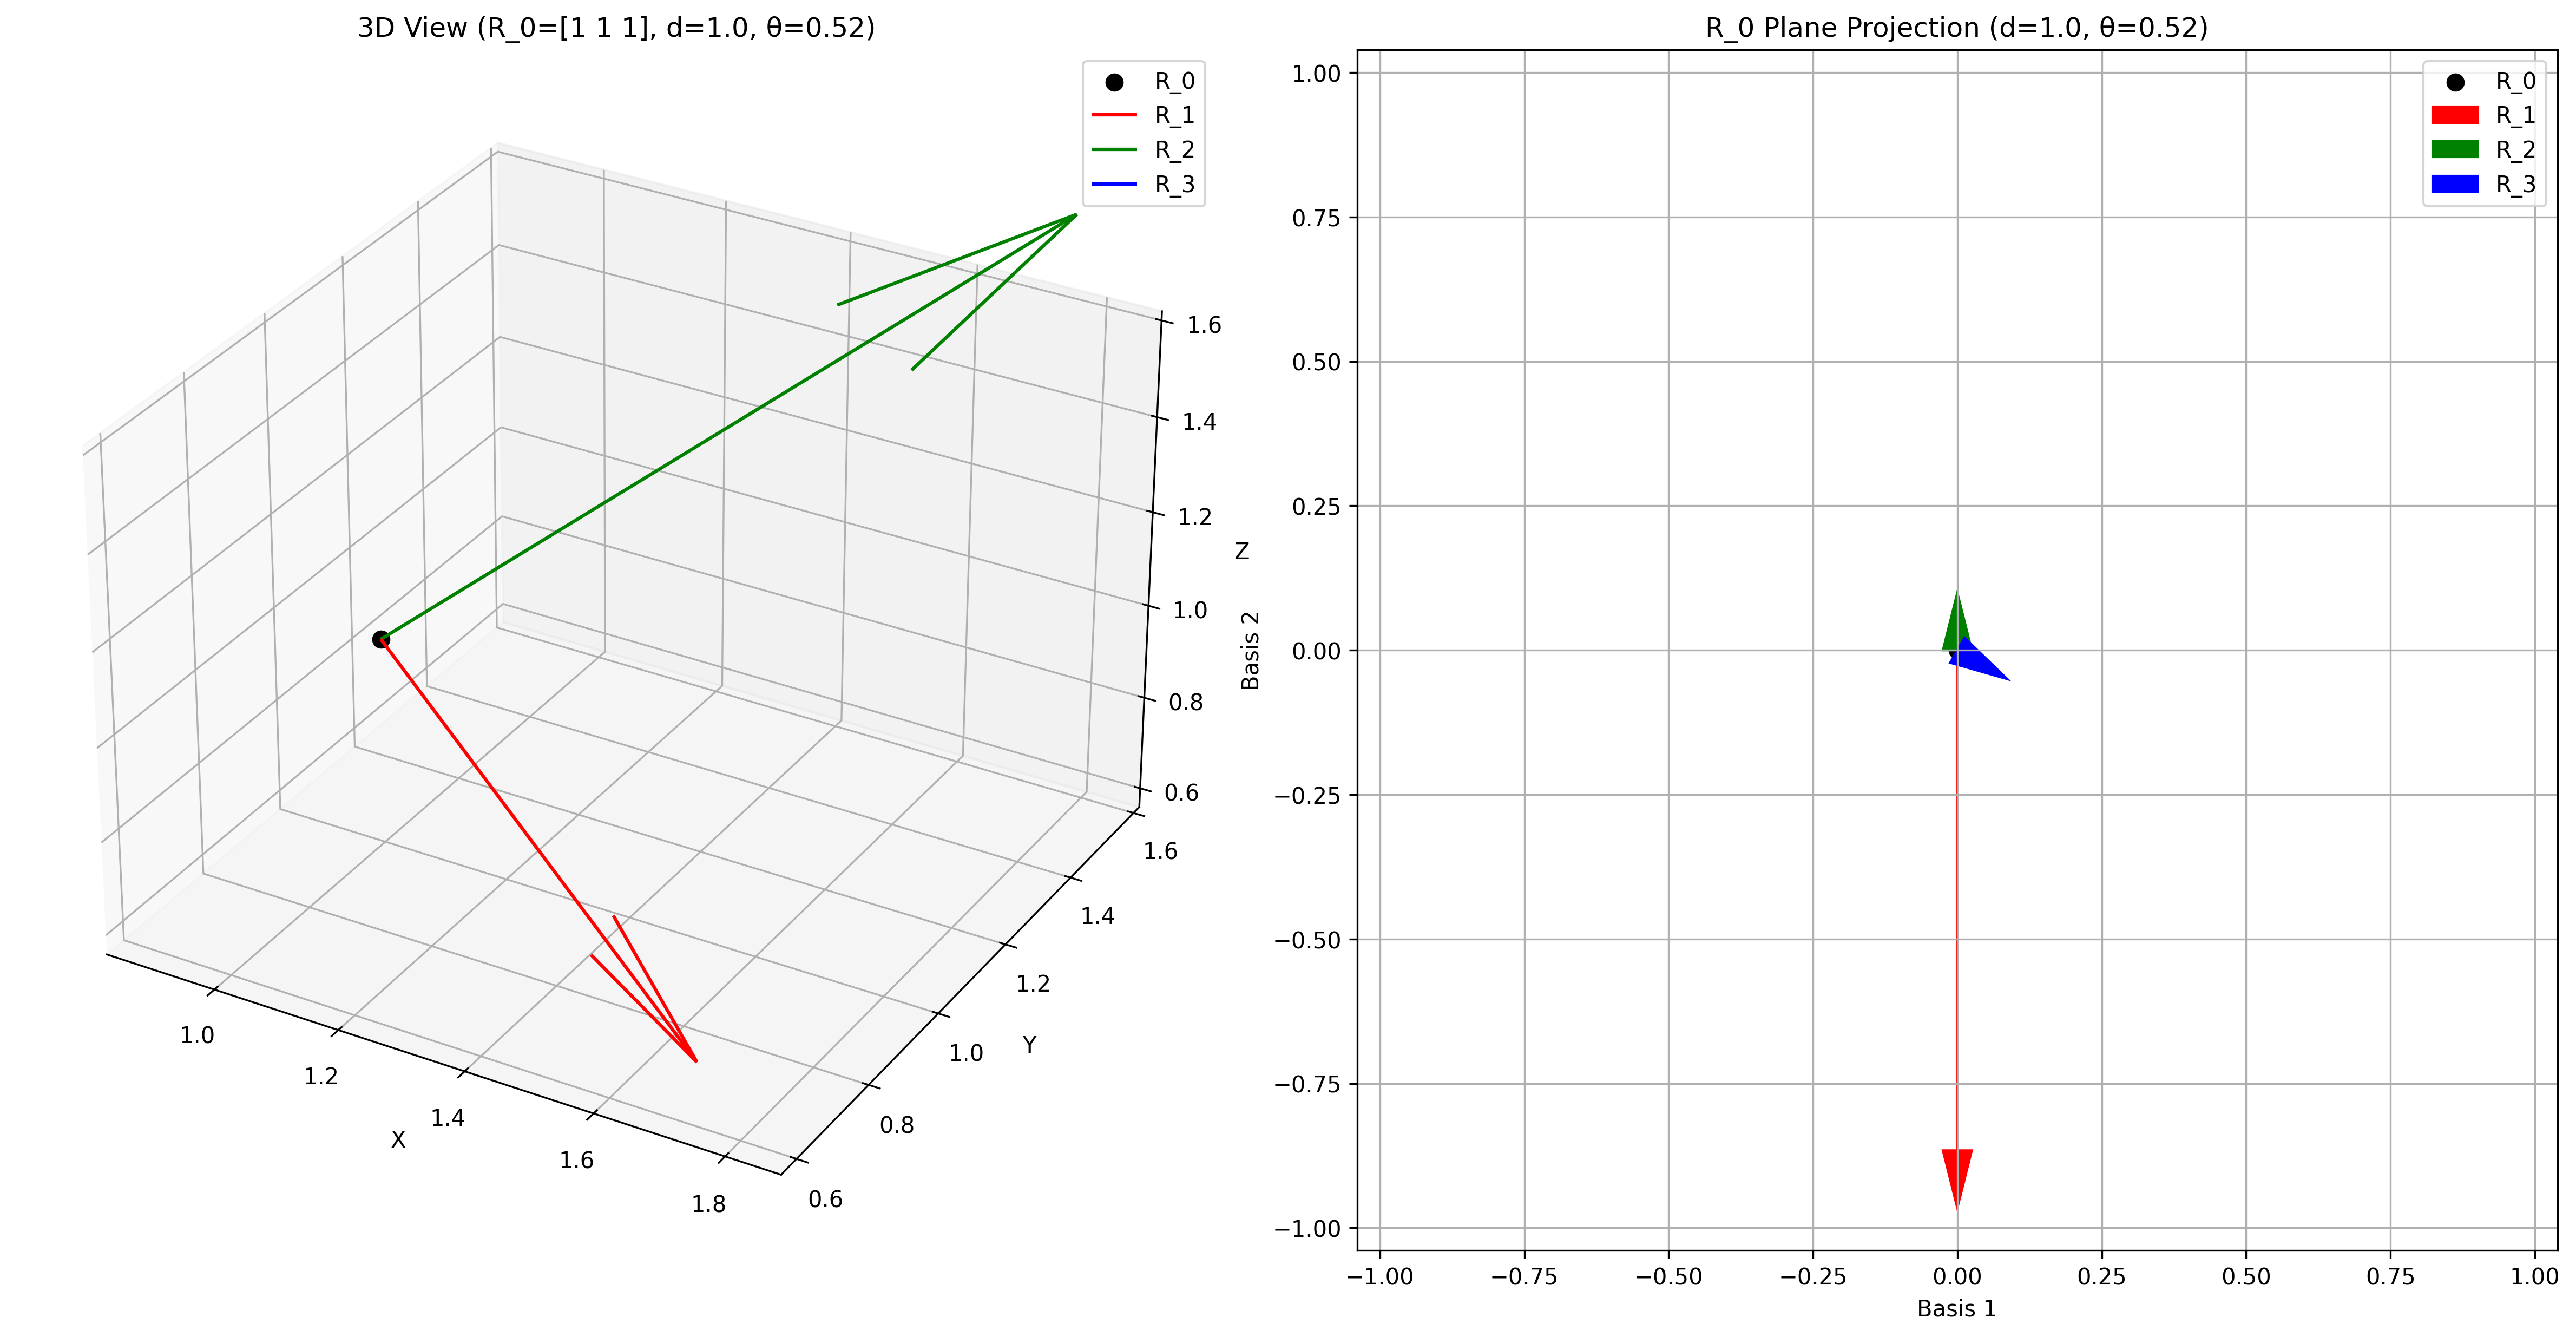 3D View (R_0=[1 1 1], d=1.0, θ=0.52)
R_0
R_1
R_2
R_3
1.6
1.4
1.2
1.0
0.8
0.6
Z
1.6
1.4
1.2
1.0
0.8
0.6
Y
1.0
1.2
1.4
1.6
1.8
X
R_0 Plane Projection (d=1.0, θ=0.52)
R_0
R_1
R_2
R_3
1.00
0.75
0.50
0.25
0.00
−0.25
−0.50
−0.75
−1.00
Basis 2
−1.00 −0.75 −0.50 −0.25 0.00 0.25 0.50 0.75 1.00
Basis 1